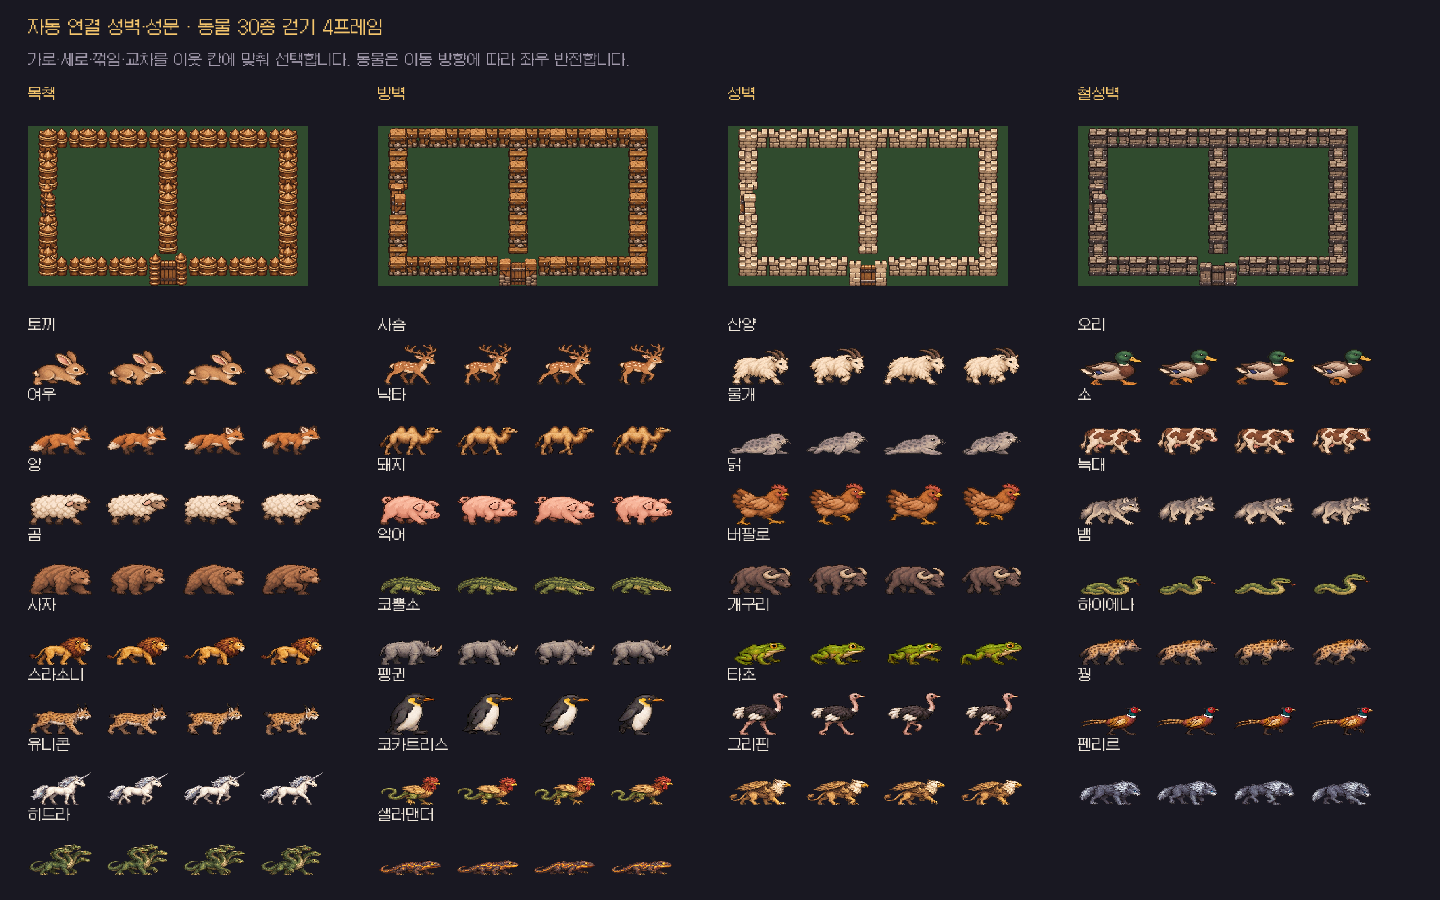 자동 연결 성벽·성문 · 동물 30종 걷기 4프레임
가로·세로·꺾임·교차를 이웃 칸에 맞춰 선택합니다. 동물은 이동 방향에 따라 좌우 반전합니다.
목책 방벽 성벽 철성벽
토끼 사슴 산양 오리
여우 낙타 물개 소
양 돼지 닭 늑대
곰 악어 버팔로 뱀
사자 코뿔소 개구리 하이에나
스라소니 펭귄 타조 꿩
유니콘 코카트리스 그리핀 펜리르
히드라 샐러맨더